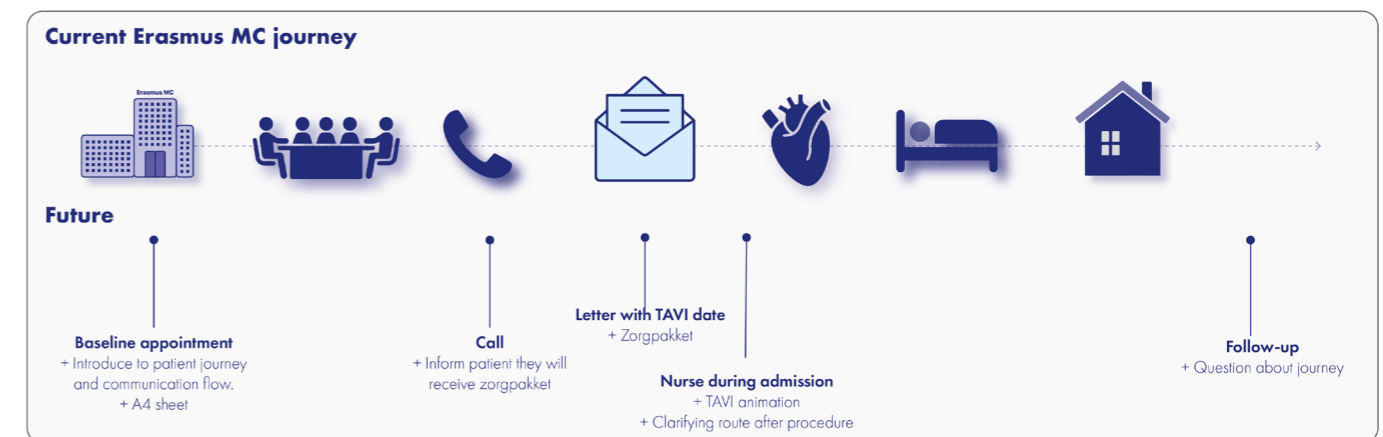 Current Erasmus MC journey
Erasmus MC
Future
Baseline appointment
+ Introduce to patient journey
and communication flow.
+ A4 sheet
Call
+ Inform patient they will
receive zorgpakket
Letter with TAVI date
+ Zorgpakket
Nurse during admission
+ TAVI animation
+ Clarifying route after procedure
Follow-up
+ Question about journey